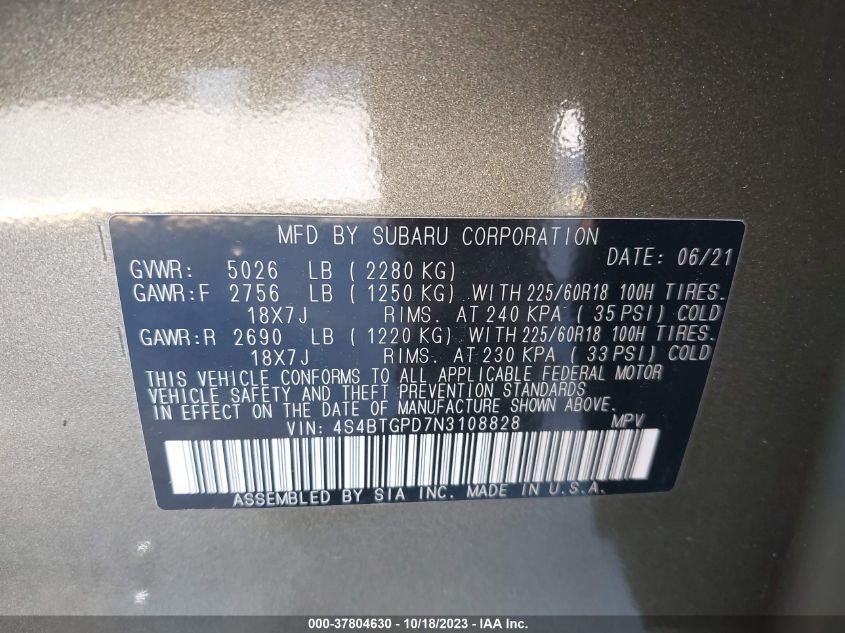 MFD BY SUBARU CORPORATION
GVWR: 5026 LB ( 2280 KG) DATE: 06/21
GAWR:F 2756 LB ( 1250 KG) WITH 225/60R18 100H TIRES.
18X7J RIMS. AT 240 KPA ( 35 PSI) COLD
GAWR:R 2690 LB ( 1220 KG) WITH 225/60R18 100H TIRES.
18X7J RIMS. AT 230 KPA ( 33 PSI) COLD
THIS VEHICLE CONFORMS TO ALL APPLICABLE FEDERAL MOTOR
VEHICLE SAFETY AND THEFT PREVENTION STANDARDS
IN EFFECT ON THE DATE OF MANUFACTURE SHOWN ABOVE.
VIN: 4S4BTGPD7N3108828 MPV
ASSEMBLED BY SIA INC. MADE IN U.S.A.
000-37804630 - 10/18/2023 - IAA Inc.